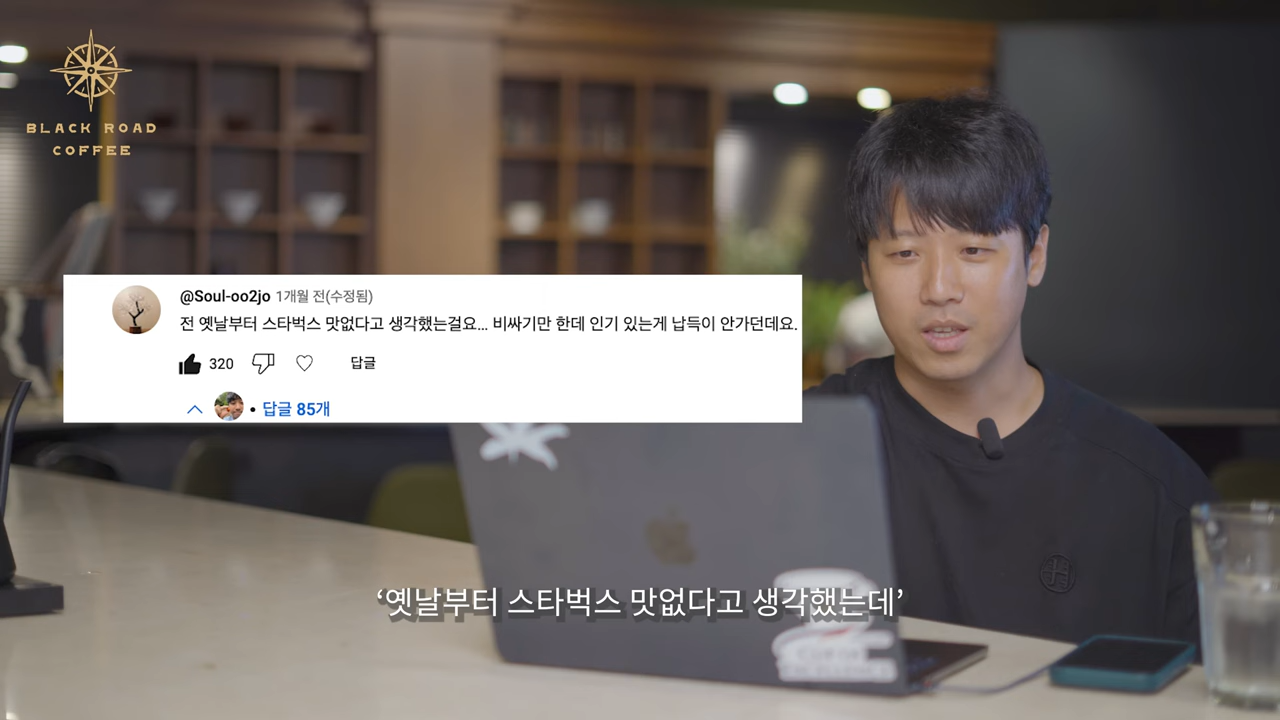 BLACK ROAD
COFFEE
@Soul-oo2jo 1개월 전(수정됨)
전 옛날부터 스타벅스 맛없다고 생각했는걸요... 비싸기만 한데 인기 있는게 납득이 안가던데요.
320 답글
• 답글 85개
‘옛날부터 스타벅스 맛없다고 생각했는데’